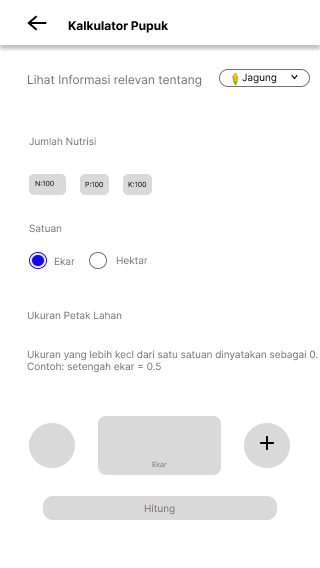 Kalkulator Pupuk
Lihat Informasi relevan tentang
Jagung
Jumlah Nutrisi
N:100
P:100
K:100
Satuan
Ekar
Hektar
Ukuran Petak Lahan
Ukuran yang lebih kecl dari satu satuan dinyatakan sebagai 0.
Contoh: setengah ekar = 0.5
+
Ekar
Hitung